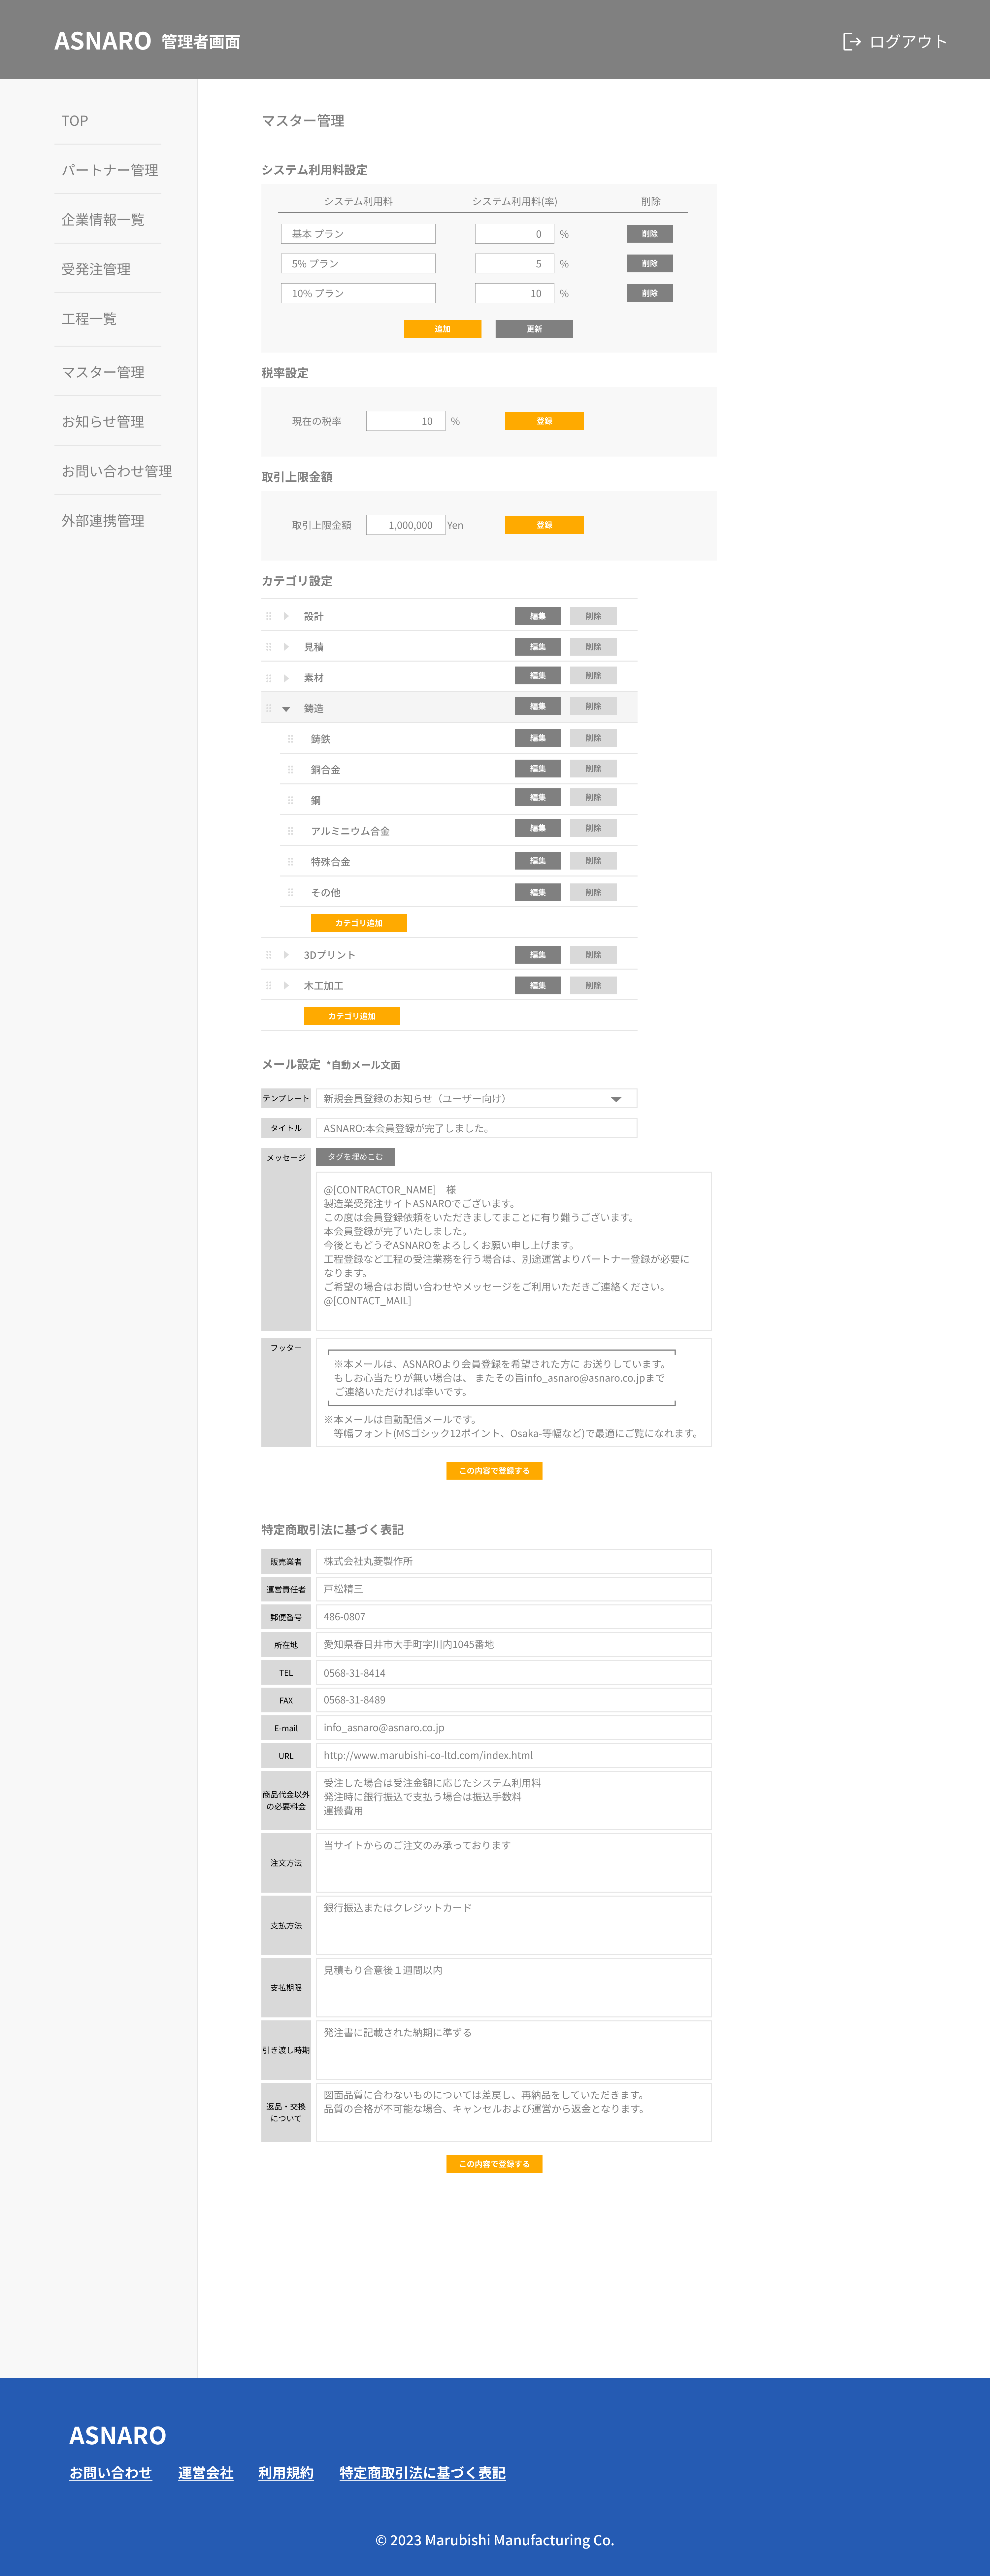 ASNARO 管理者画面
ログアウト
TOP
パートナー管理
企業情報一覧
受発注管理
工程一覧
マスター管理
お知らせ管理
お問い合わせ管理
外部連携管理
マスター管理
システム利用料設定
システム利用料 システム利用料(率) 削除
基本 プラン 0 % 削除
5% プラン 5 % 削除
10% プラン 10 % 削除
追加 更新
税率設定
現在の税率 10 % 登録
取引上限金額
取引上限金額 1,000,000 Yen 登録
カテゴリ設定
設計 編集 削除
見積 編集 削除
素材 編集 削除
鋳造 編集 削除
鋳鉄 編集 削除
銅合金 編集 削除
鋼 編集 削除
アルミニウム合金 編集 削除
特殊合金 編集 削除
その他 編集 削除
カテゴリ追加
3Dプリント 編集 削除
木工加工 編集 削除
カテゴリ追加
メール設定 *自動メール文面
テンプレート 新規会員登録のお知らせ（ユーザー向け）
タイトル ASNARO:本会員登録が完了しました。
メッセージ タグを埋めこむ
@[CONTRACTOR_NAME]　様
製造業受発注サイトASNAROでございます。
この度は会員登録依頼をいただきましてまことに有り難うございます。
本会員登録が完了いたしました。
今後ともどうぞASNAROをよろしくお願い申し上げます。
工程登録など工程の受注業務を行う場合は、別途運営よりパートナー登録が必要に
なります。
ご希望の場合はお問い合わせやメッセージをご利用いただきご連絡ください。
@[CONTACT_MAIL]
フッター
※本メールは、ASNAROより会員登録を希望された方に お送りしています。
もしお心当たりが無い場合は、 またその旨info_asnaro@asnaro.co.jpまで
ご連絡いただければ幸いです。
※本メールは自動配信メールです。
等幅フォント(MSゴシック12ポイント、Osaka-等幅など)で最適にご覧になれます。
この内容で登録する
特定商取引法に基づく表記
販売業者 株式会社丸菱製作所
運営責任者 戸松精三
郵便番号 486-0807
所在地 愛知県春日井市大手町字川内1045番地
TEL 0568-31-8414
FAX 0568-31-8489
E-mail info_asnaro@asnaro.co.jp
URL http://www.marubishi-co-ltd.com/index.html
商品代金以外
の必要料金
受注した場合は受注金額に応じたシステム利用料
発注時に銀行振込で支払う場合は振込手数料
運搬費用
注文方法 当サイトからのご注文のみ承っております
支払方法 銀行振込またはクレジットカード
支払期限 見積もり合意後１週間以内
引き渡し時期 発注書に記載された納期に準ずる
返品・交換
について
図面品質に合わないものについては差戻し、再納品をしていただきます。
品質の合格が不可能な場合、キャンセルおよび運営から返金となります。
この内容で登録する
ASNARO
お問い合わせ 運営会社 利用規約 特定商取引法に基づく表記
© 2023 Marubishi Manufacturing Co.